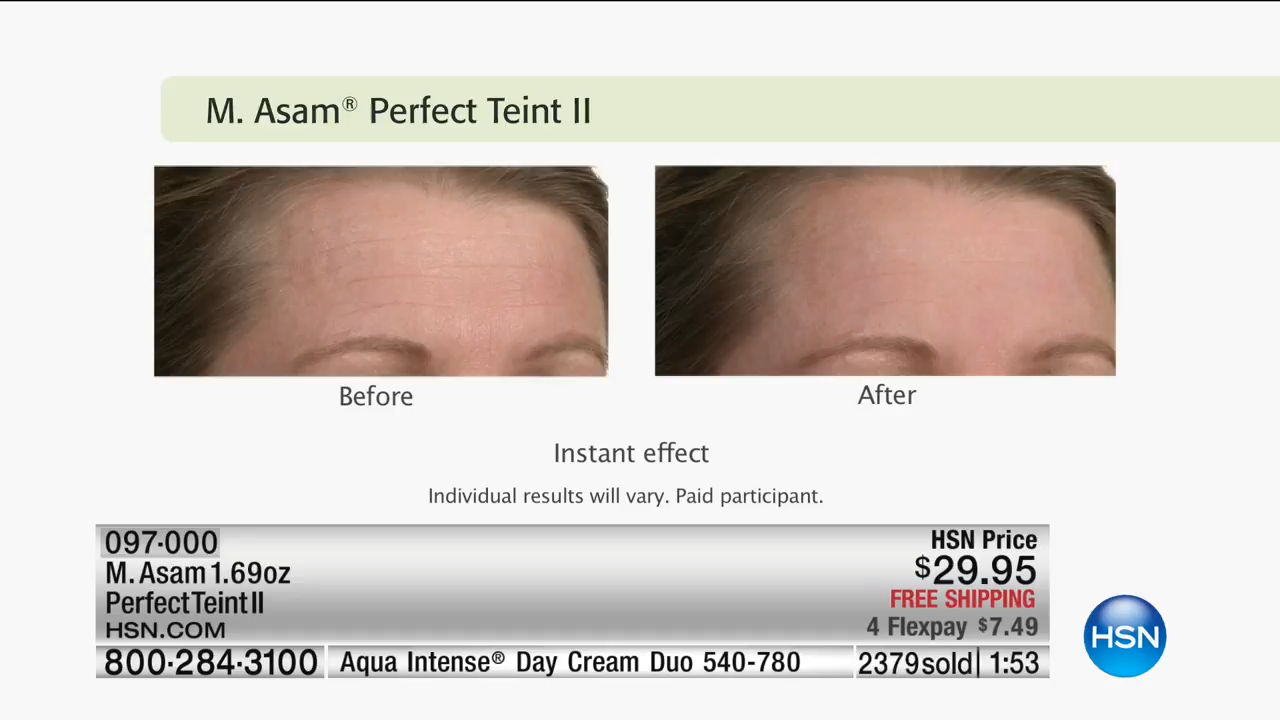 M. Asam® Perfect Teint II
Before
After
Instant effect
Individual results will vary. Paid participant.
097·000
M. Asam 1.69oz
Perfect Teint II
HSN.COM
HSN Price
$29.95
FREE SHIPPING
4 Flexpay $7.49
800·284·3100
Aqua Intense® Day Cream Duo 540-780
2379 sold | 1:53
HSN